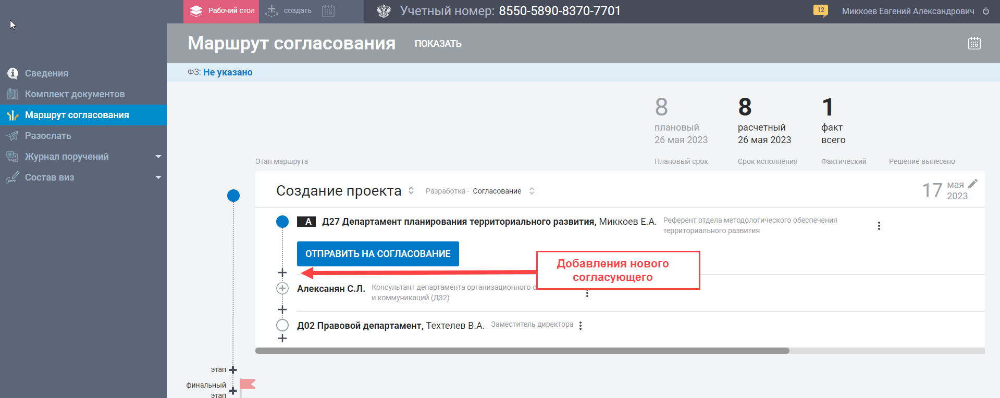 Рабочий стол
создать
Учетный номер: 8550-5890-8370-7701
12
Миккоев Евгений Александрович
Маршрут согласования
ПОКАЗАТЬ
ФЗ: Не указано
Сведения
Комплект документов
Маршрут согласования
Разослать
Журнал поручений
Состав виз
8
плановый
26 мая 2023
8
расчетный
26 мая 2023
1
факт
всего
Этап маршрута
Плановый срок
Срок исполнения
Фактический
Решение вынесено
Создание проекта
Разработка - Согласование
17 мая
2023
А
Д27 Департамент планирования территориального развития, Миккоев Е.А.
Референт отдела методологического обеспечения
территориального развития
ОТПРАВИТЬ НА СОГЛАСОВАНИЕ
Добавления нового
согласующего
Алексанян С.Л.
Консультант департамента организационного
и коммуникаций (Д32)
Д02 Правовой департамент, Техтелев В.А.
Заместитель директора
этап
финальный
этап